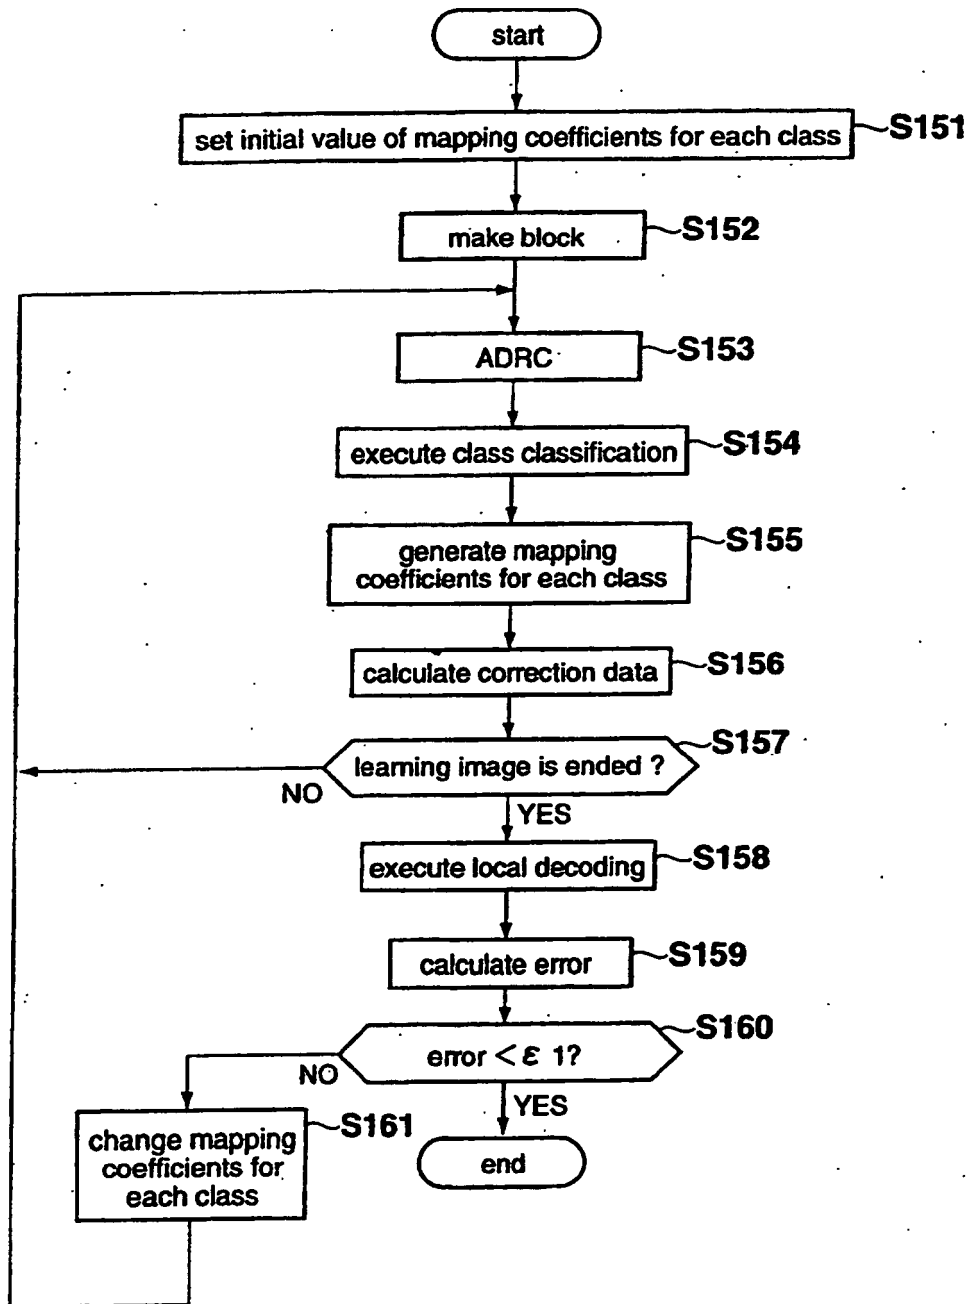 start
set initial value of mapping coefficients for each class
S151
make block
S152
ADRC
S153
execute class classification
S154
generate mapping
coefficients for each class
S155
calculate correction data
S156
learning image is ended ?
S157
NO
YES
execute local decoding
S158
calculate error
S159
error < ε 1?
S160
NO
YES
change mapping
coefficients for
each class
S161
end